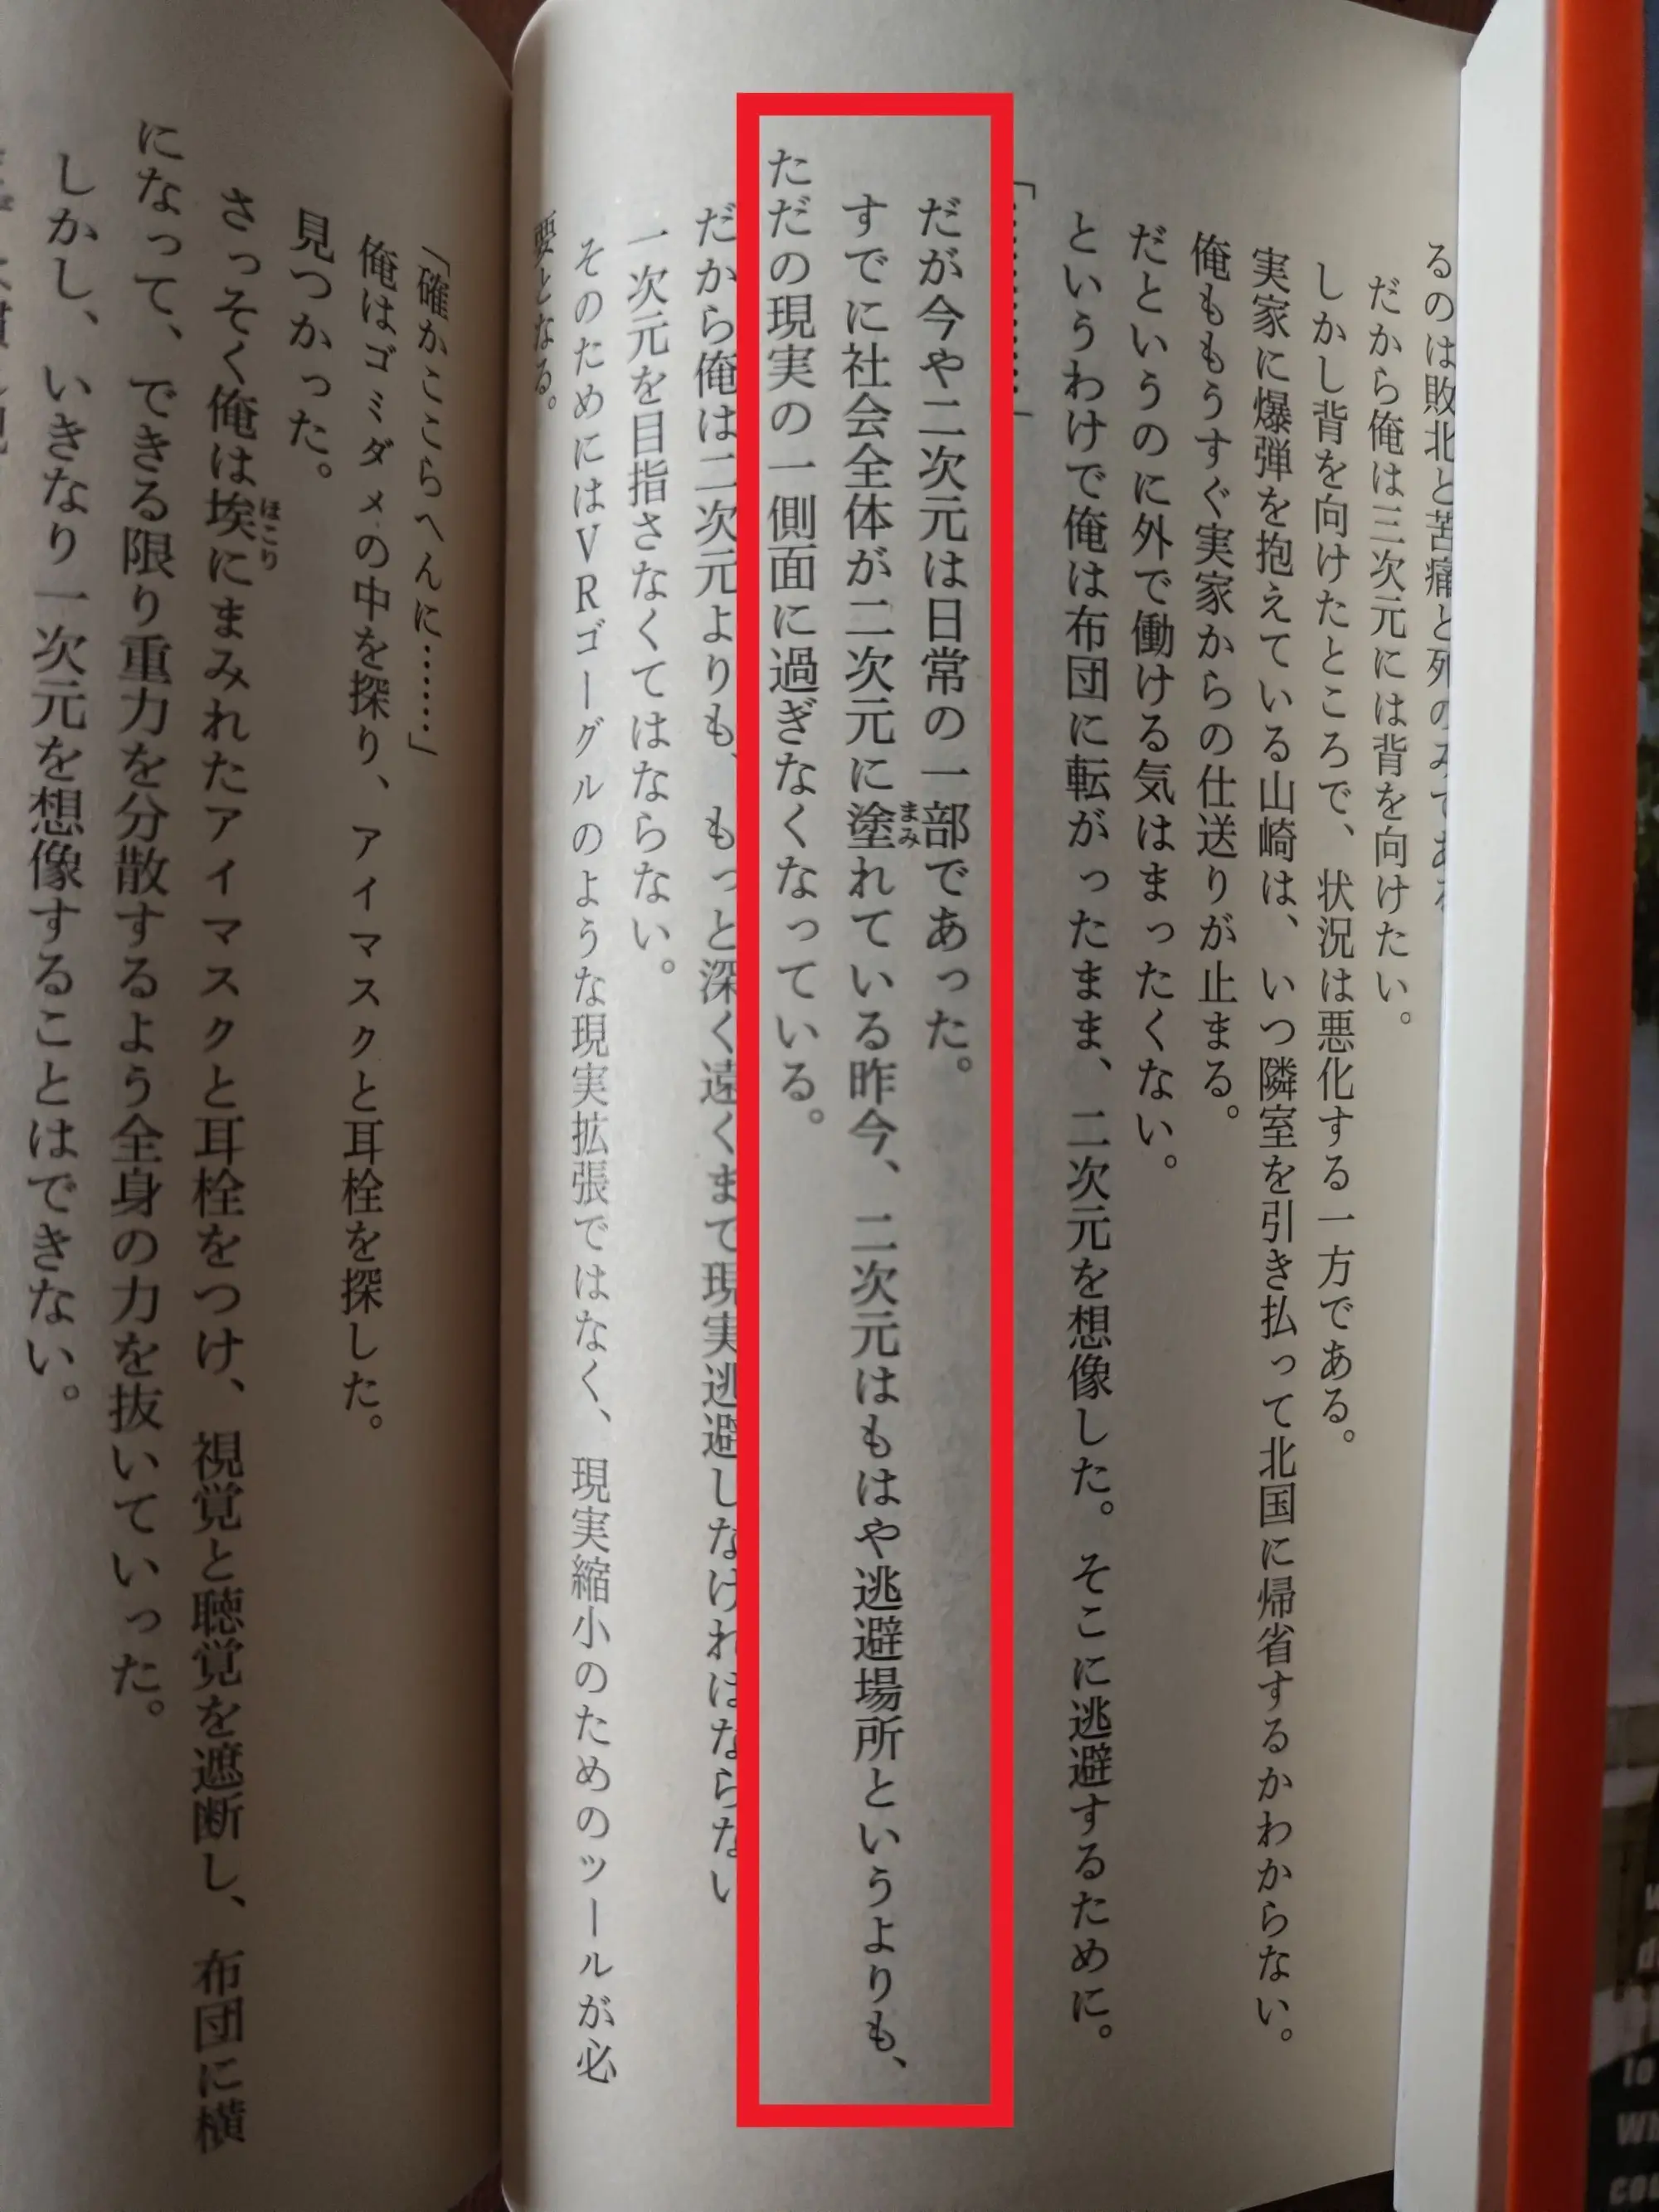 るのは敗北と苦痛と死のみである
だから俺は三次元には背を向けたい。
しかし背を向けたところで、状況は悪化する一方である。
実家に爆弾を抱えている山崎は、いつ隣室を引き払って北国に帰省するかわからない。
俺ももうすぐ実家からの仕送りが止まる。
だというのに外で働ける気はまったくない。
というわけで俺は布団に転がったまま、二次元を想像した。そこに逃避するために。
「…………」
だが今や二次元は日常の一部であった。
すでに社会全体が二次元に塗れている昨今、二次元はもはや逃避場所というよりも、
まみ
ただの現実の一側面に過ぎなくなっている。
だから俺は二次元よりも、もっと深く遠くまで現実逃避しなければならない
一次元を目指さなくてはならない。
そのためにはVRゴーグルのような現実拡張ではなく、現実縮小のためのツールが必
要となる。
「確かここらへんに……」
俺はゴミダメの中を探り、アイマスクと耳栓を探した。
見つかった。
さっそく俺は埃にまみれたアイマスクと耳栓をつけ、視覚と聴覚を遮断し、布団に横
ほこり
になって、できる限り重力を分散するよう全身の力を抜いていった。
しかし、いきなり一次元を想像することはできない。